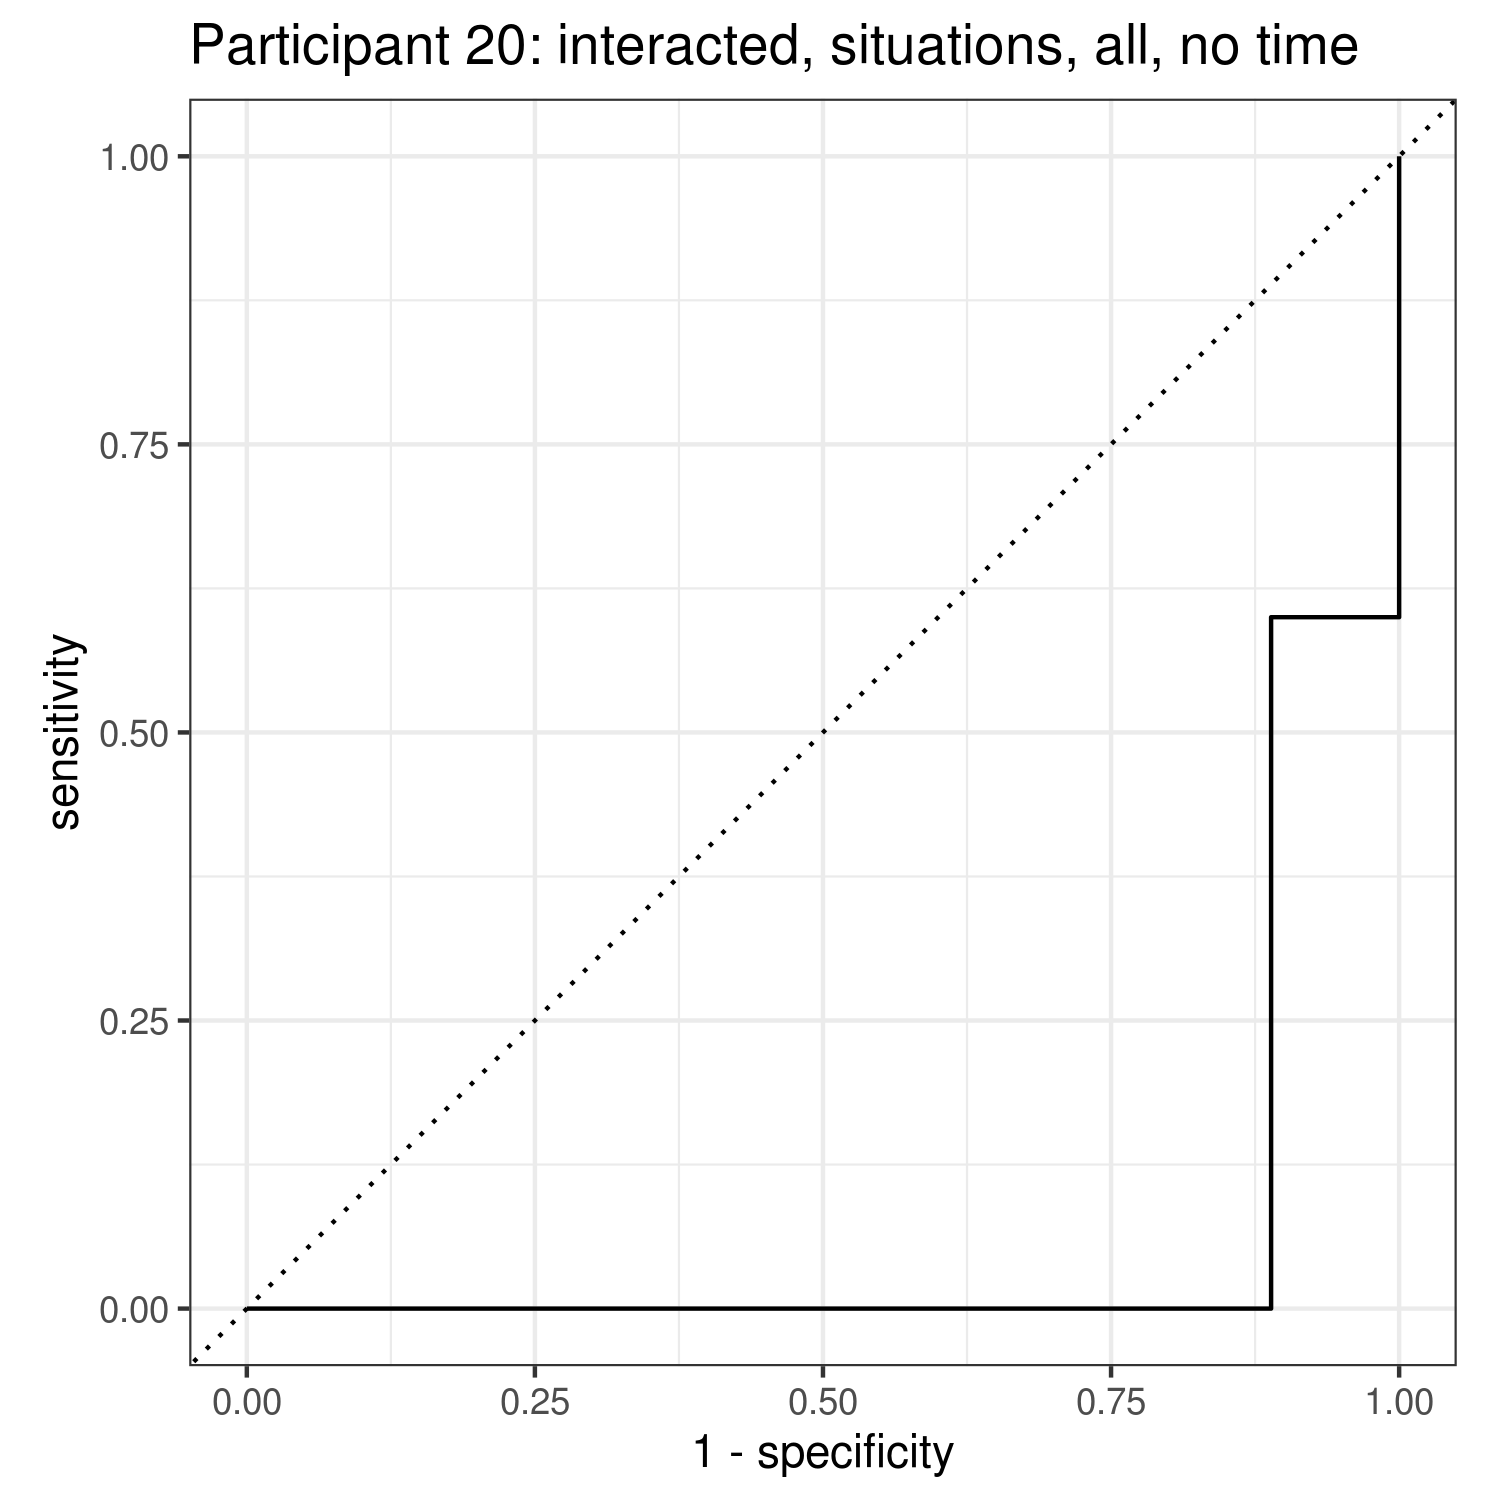 Participant 20: interacted, situations, all, no time
1.00
0.75
0.50
0.25
0.00
sensitivity
0.00 0.25 0.50 0.75 1.00
1 - specificity